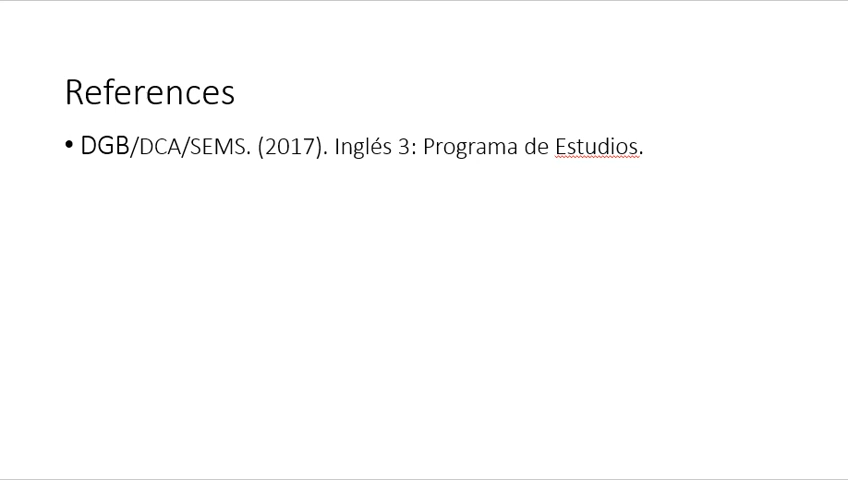 References
• DGB/DCA/SEMS. (2017). Inglés 3: Programa de Estudios.